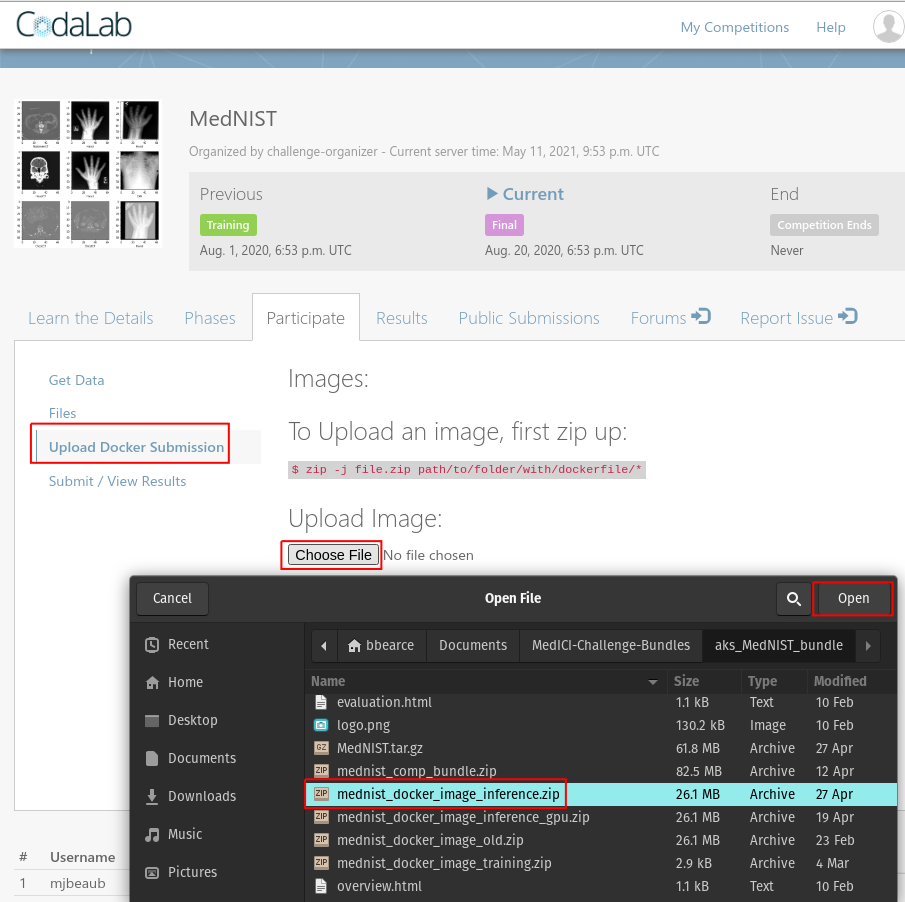 CodaLab
My Competitions Help
MedNIST
Organized by challenge-organizer - Current server time: May 11, 2021, 9:53 p.m. UTC
Previous Current End
Training Final Competition Ends
Aug. 1, 2020, 6:53 p.m. UTC Aug. 20, 2020, 6:53 p.m. UTC Never
Learn the Details Phases Participate Results Public Submissions Forums Report Issue
Get Data
Files
Upload Docker Submission
Submit / View Results
Images:
To Upload an image, first zip up:
$ zip -j file.zip path/to/folder/with/dockerfile/*
Upload Image:
Choose File No file chosen
Cancel Open File Open
Recent
Home
Desktop
Documents
Downloads
Music
Pictures
bbearce Documents MedICI-Challenge-Bundles aks_MedNIST_bundle
Name Size Type Modified
evaluation.html 1.1 kB Text 10 Feb
logo.png 130.2 kB Image 10 Feb
GZ MedNIST.tar.gz 61.8 MB Archive 27 Apr
ZIP mednist_comp_bundle.zip 82.5 MB Archive 12 Apr
ZIP mednist_docker_image_inference.zip 26.1 MB Archive 27 Apr
ZIP mednist_docker_image_inference_gpu.zip 26.1 MB Archive 19 Apr
ZIP mednist_docker_image_old.zip 26.1 MB Archive 23 Feb
ZIP mednist_docker_image_training.zip 2.9 kB Archive 4 Mar
overview.html 1.1 kB Text 10 Feb
# Username
1 mjbeaub